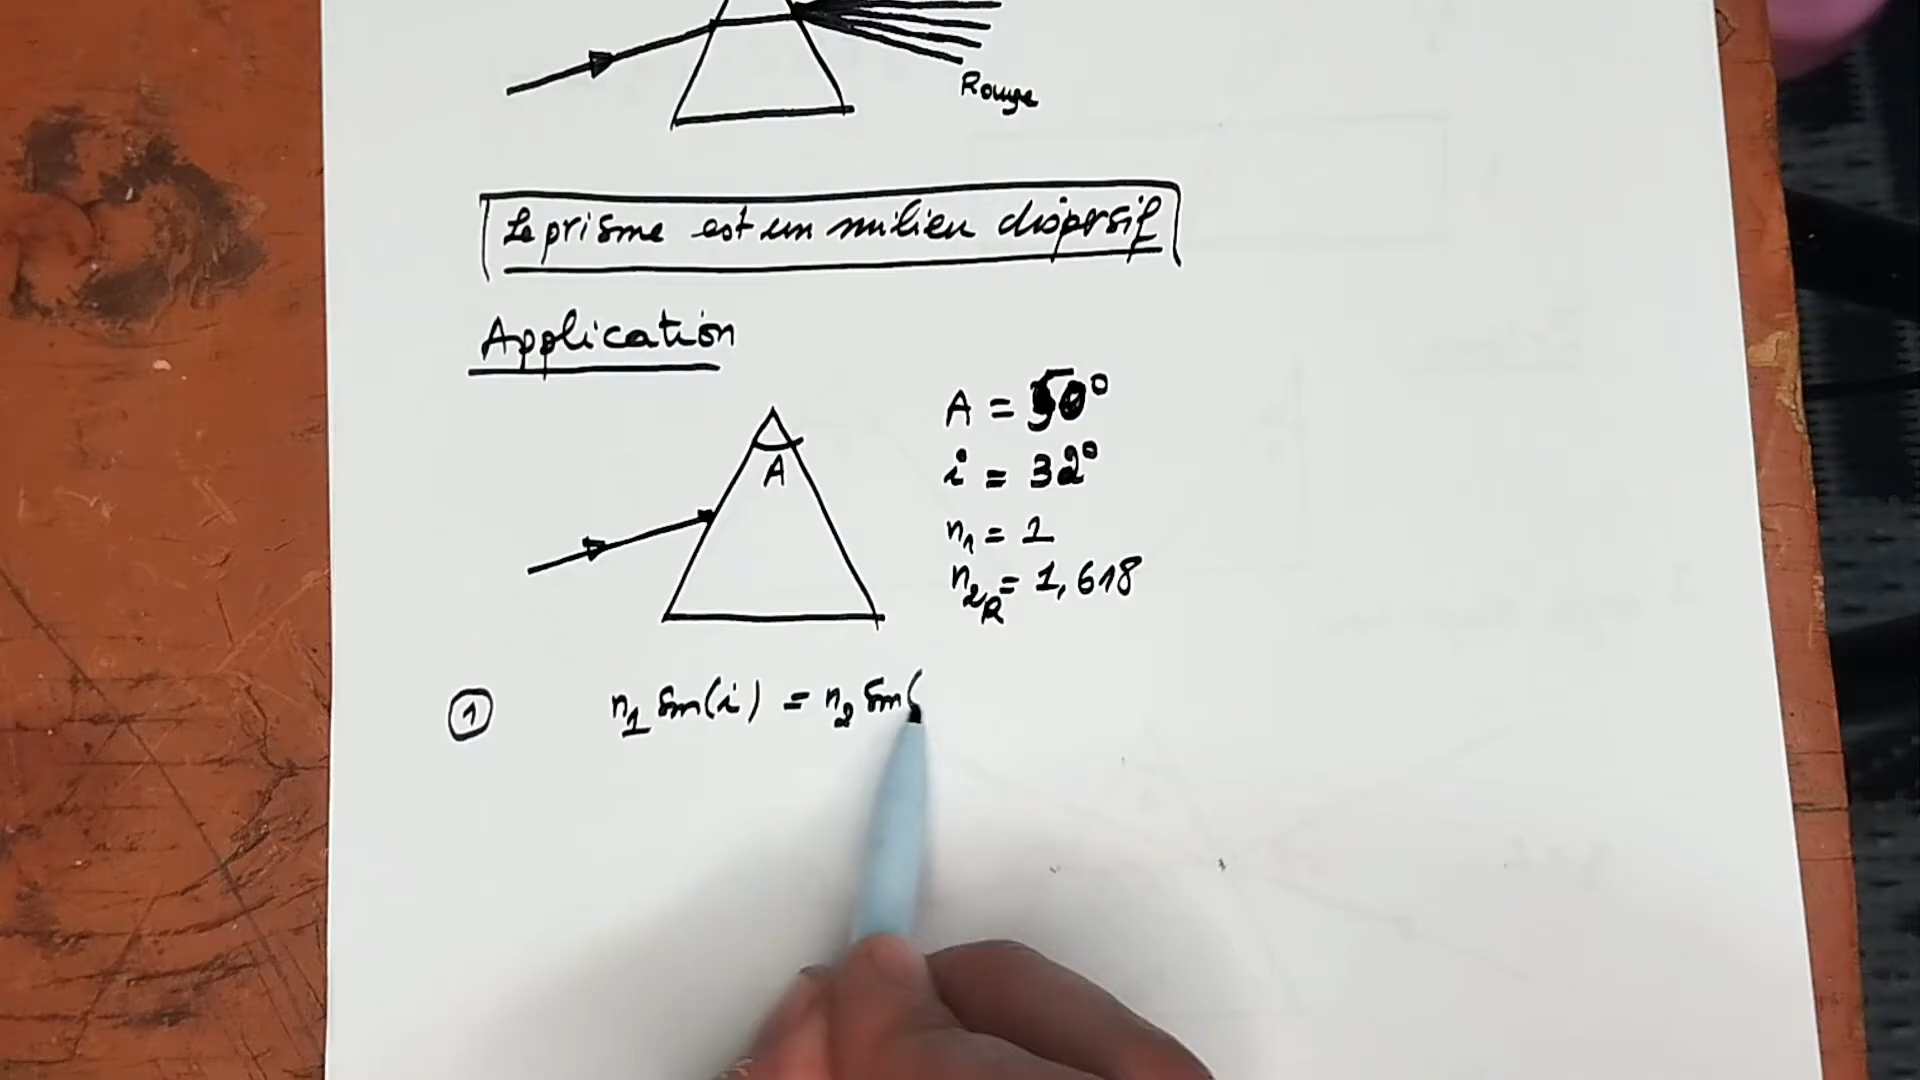 Rouge
Le prisme est un milieu dispersif
Application
A = 50°
A
i = 32°
n1 = 1
n2R = 1,618
1 n1 sin(i) = n2 sin(